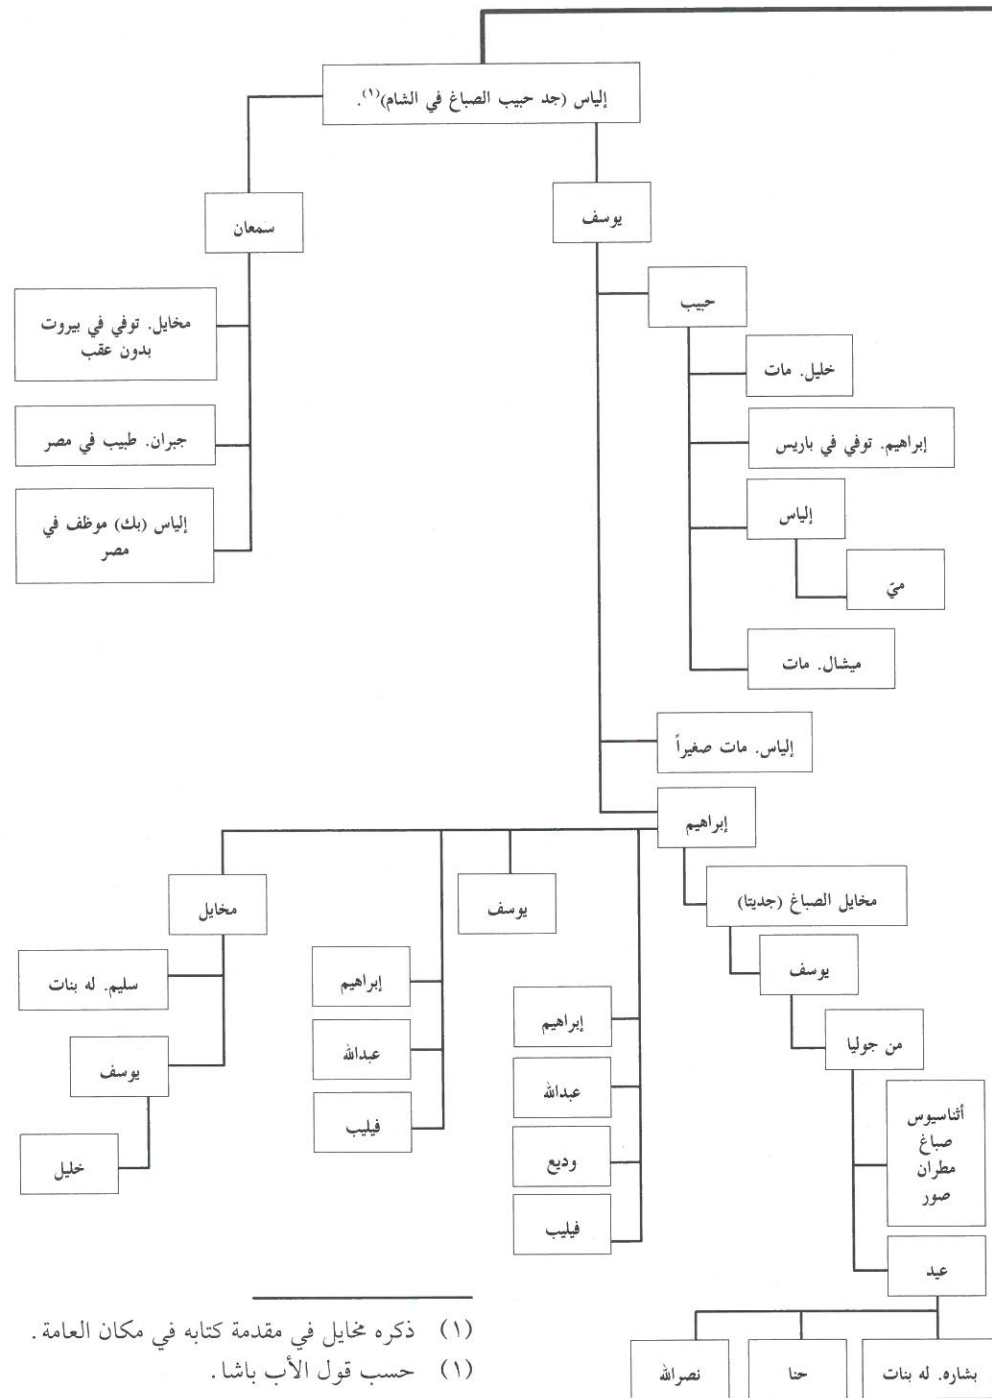 إلياس (جد حبيب الصباغ في الشام)(١).
يوسف
سمعان
حبيب
مخايل. توفي في بيروت
بدون عقب
خليل. مات
جبران. طبيب في مصر
إبراهيم. توفي في باريس
إلياس (بك) موظف في
مصر
إلياس
ميّ
ميشال. مات
إلياس. مات صغيراً
إبراهيم
مخايل الصباغ (جديتا)
يوسف
مخايل
يوسف
سليم. له بنات
إبراهيم
إبراهيم
من جوليا
يوسف
عبدالله
عبدالله
أثناسيوس
صباغ
مطران
صور
فيليب
وديع
خليل
فيليب
عيد
بشاره. له بنات
حنا
نصرالله
(١) ذكره مخايل في مقدمة كتابه في مكان العامة.
(١) حسب قول الأب باشا.